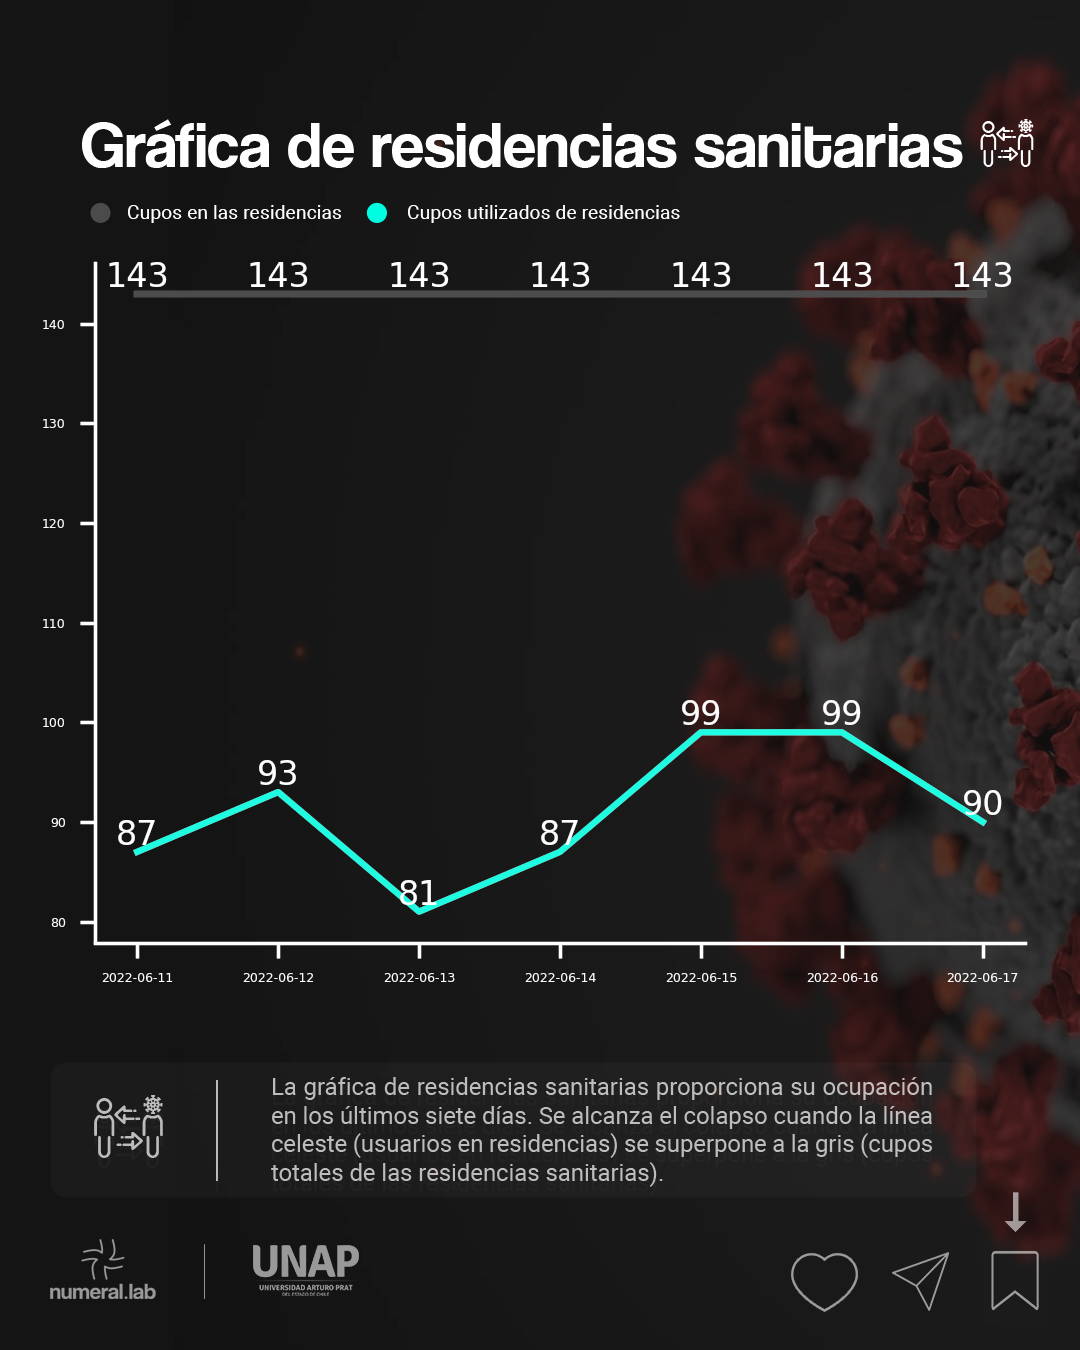 Gráfica de residencias sanitarias
Cupos en las residencias Cupos utilizados de residencias
143 143 143 143 143 143 143
140
130
120
110
100
90
80
87 93 81 87 99 99 90
2022-06-11 2022-06-12 2022-06-13 2022-06-14 2022-06-15 2022-06-16 2022-06-17
La gráfica de residencias sanitarias proporciona su ocupación
en los últimos siete días. Se alcanza el colapso cuando la línea
celeste (usuarios en residencias) se superpone a la gris (cupos
totales de las residencias sanitarias).
numeral.lab
UNAP
UNIVERSIDAD ARTURO PRAT
DEL ESTADO DE CHILE